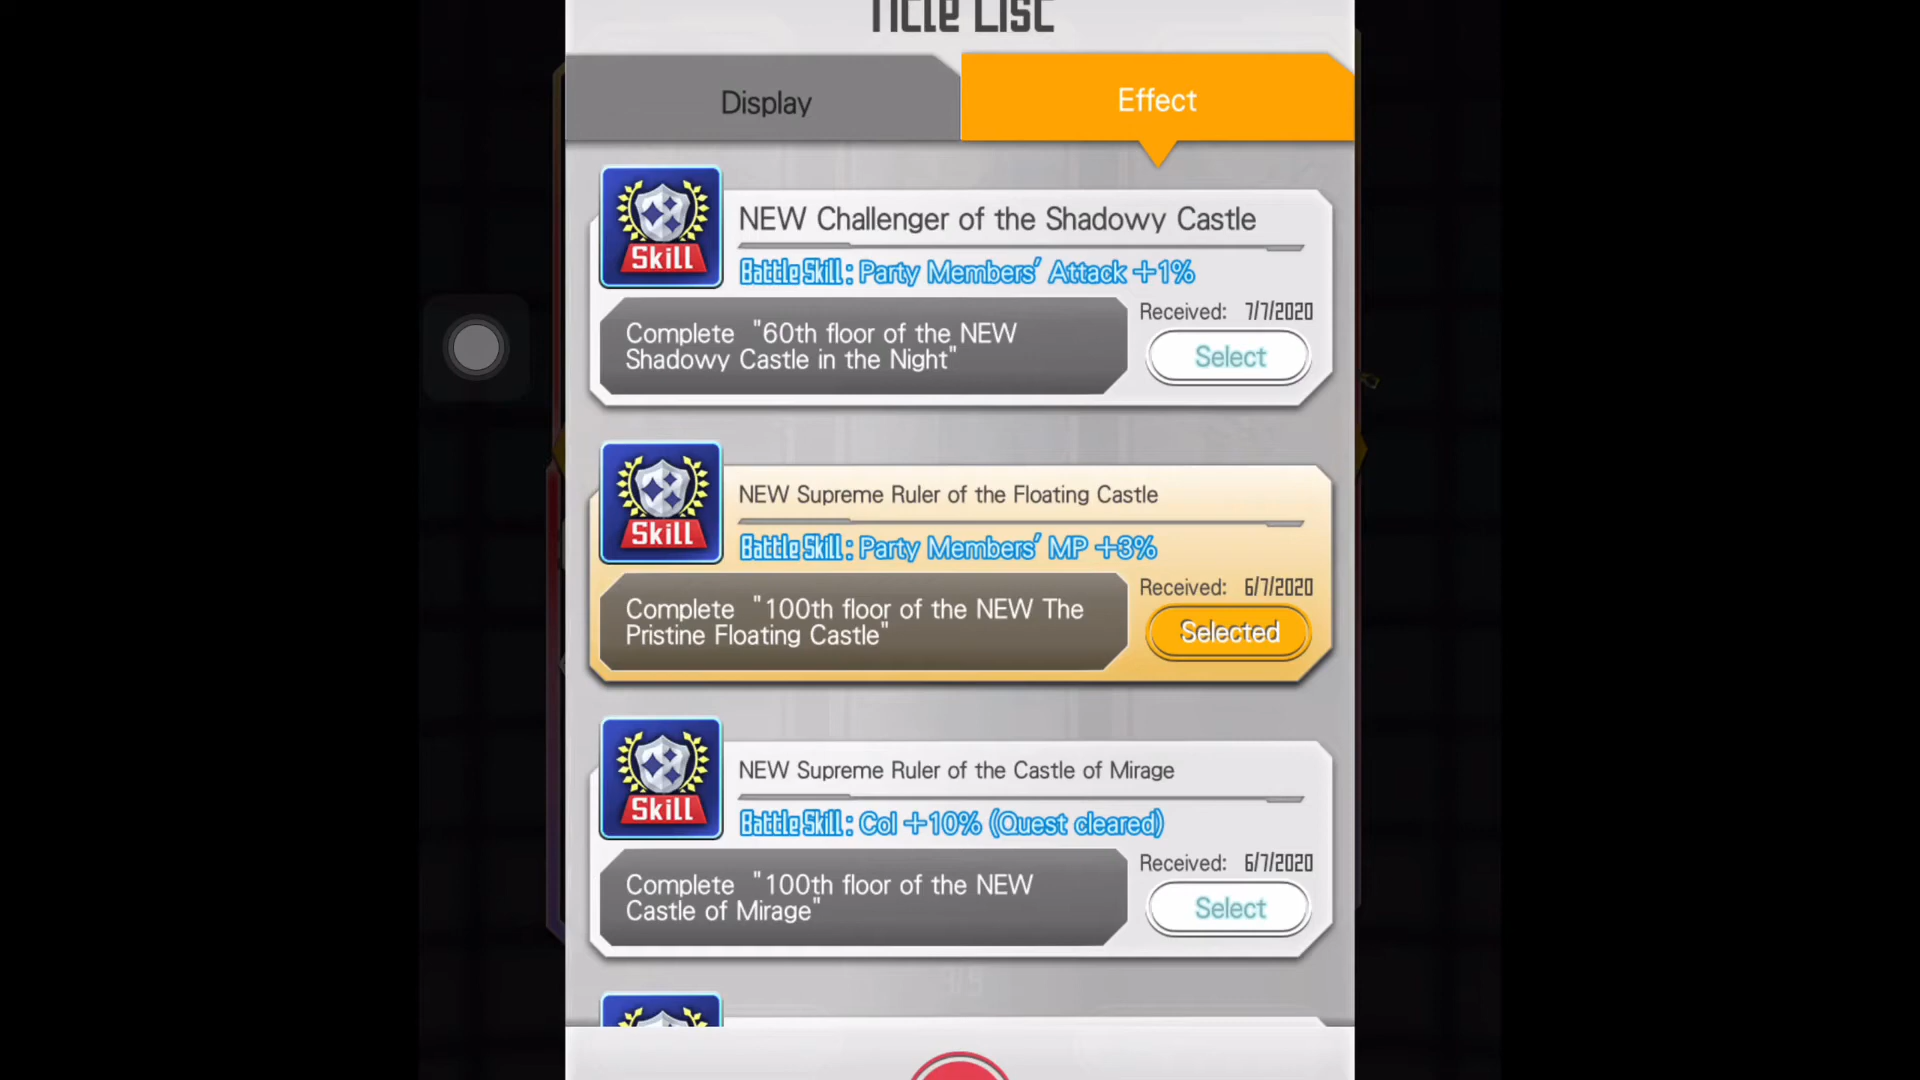 Title List
Display
Effect
Skill
NEW Challenger of the Shadowy Castle
Battle Skill: Party Members' Attack +1%
Complete "60th floor of the NEW
Shadowy Castle in the Night"
Received: 7/7/2020
Select
Skill
NEW Supreme Ruler of the Floating Castle
Battle Skill: Party Members' MP +3%
Complete "100th floor of the NEW The
Pristine Floating Castle"
Received: 6/7/2020
Selected
Skill
NEW Supreme Ruler of the Castle of Mirage
Battle Skill: Col +10% (Quest cleared)
Complete "100th floor of the NEW
Castle of Mirage"
Received: 6/7/2020
Select